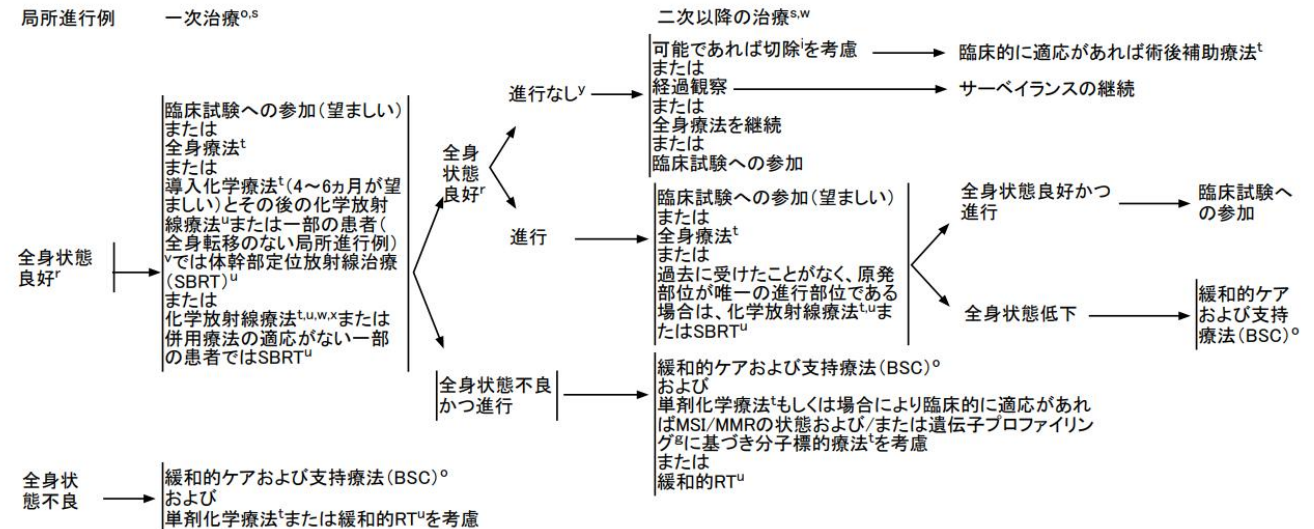 局所進行例
一次治療o,s
二次以降の治療s,w
全身状態
良好r
臨床試験への参加(望ましい)
または
全身療法t
または
導入化学療法t(4～6ヵ月が望
ましい)とその後の化学放射
線療法uまたは一部の患者(
全身転移のない局所進行例)
vでは体幹部定位放射線治療
(SBRT)u
または
化学放射線療法t,u,w,xまたは
併用療法の適応がない一部
の患者ではSBRTu
全身
状態
良好r
進行なしy
可能であれば切除iを考慮
または
経過観察
または
全身療法を継続
または
臨床試験への参加
臨床的に適応があれば術後補助療法t
サーベイランスの継続
進行
臨床試験への参加(望ましい)
または
全身療法t
または
過去に受けたことがなく、原発
部位が唯一の進行部位である
場合は、化学放射線療法t,uま
たはSBRTu
全身状態良好かつ
進行
臨床試験へ
の参加
全身状態低下
緩和的ケア
および支持
療法(BSC)o
全身状態不良
かつ進行
緩和的ケアおよび支持療法(BSC)o
および
単剤化学療法tもしくは場合により臨床的に適応があれ
ばMSI/MMRの状態および/または遺伝子プロファイリン
グgに基づき分子標的療法tを考慮
または
緩和的RTu
全身状
態不良
緩和的ケアおよび支持療法(BSC)o
および
単剤化学療法tまたは緩和的RTuを考慮